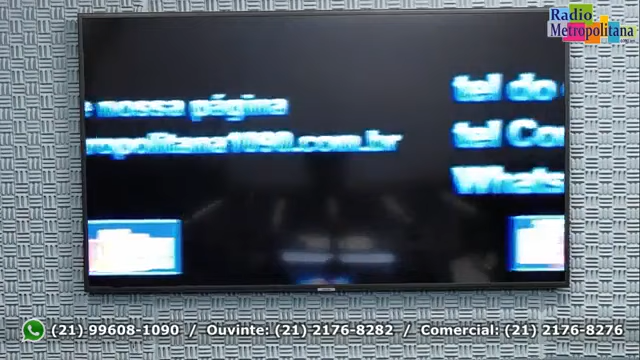 Radio
Metropolitana
e nossa página
ropolitana1090.com.br
tel do
tel Co
Whats
(21) 99608-1090 / Ouvinte: (21) 2176-8282 / Comercial: (21) 2176-8276